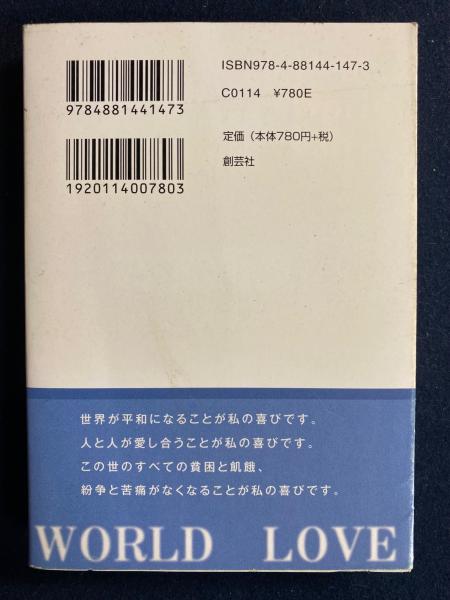 ISBN978-4-88144-147-3
9784881441473
C0114 ¥780E
定価（本体780円+税）
創芸社
1920114007803
世界が平和になることが私の喜びです。
人と人が愛し合うことが私の喜びです。
この世のすべての貧困と飢餓、
紛争と苦痛がなくなることが私の喜びです。
WORLD LOVE